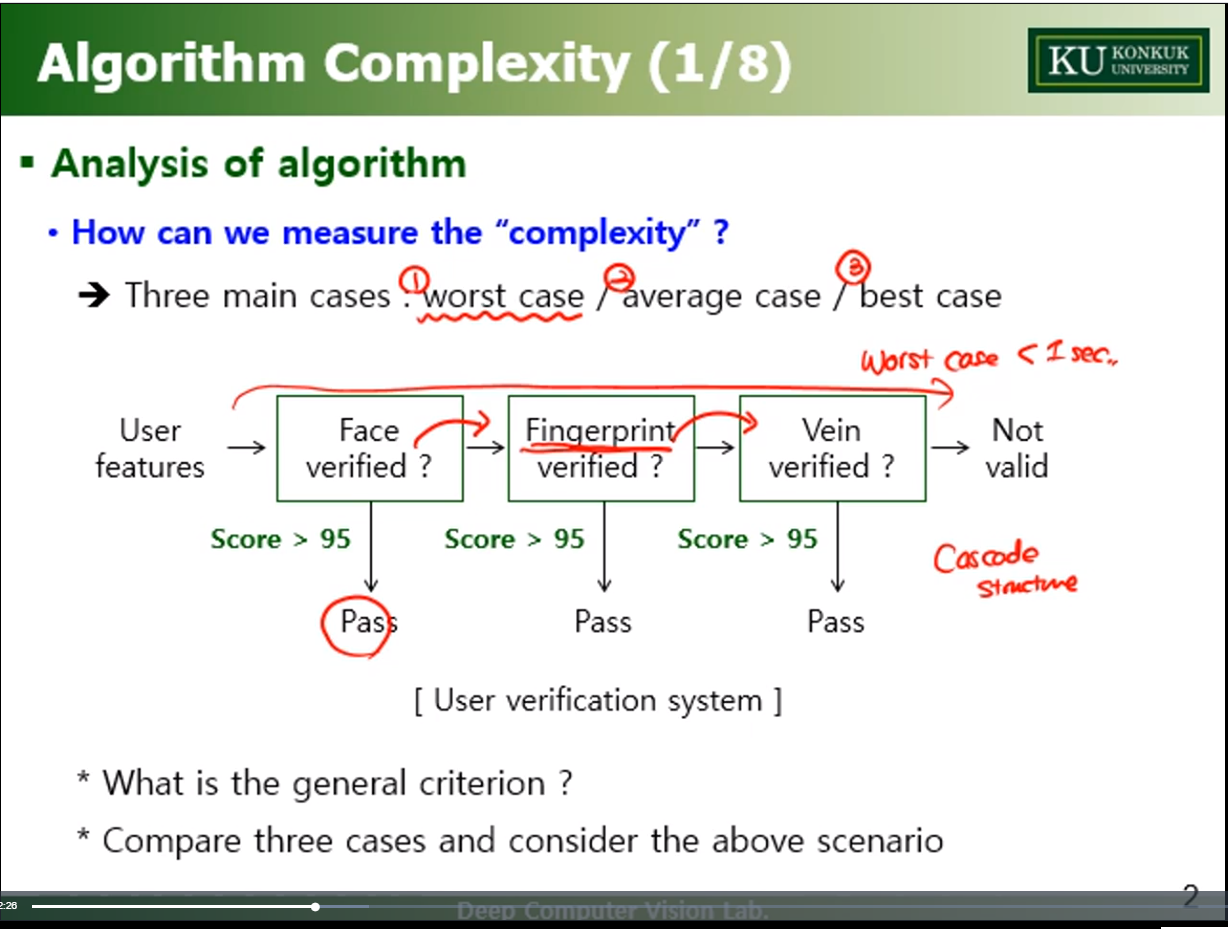 Algorithm Complexity (1/8)
KU KONKUK
UNIVERSITY
▪ Analysis of algorithm
• How can we measure the “complexity” ?
① ② ③
➔ Three main cases : worst case / average case / best case
Worst case < 1 sec..
User
features
Face
verified ?
Fingerprint
verified ?
Vein
verified ?
Not
valid
Score > 95
Score > 95
Score > 95
Cascade
structure
Pass
Pass
Pass
[ User verification system ]
* What is the general criterion ?
* Compare three cases and consider the above scenario
2
2:26
Deep Computer Vision Lab.